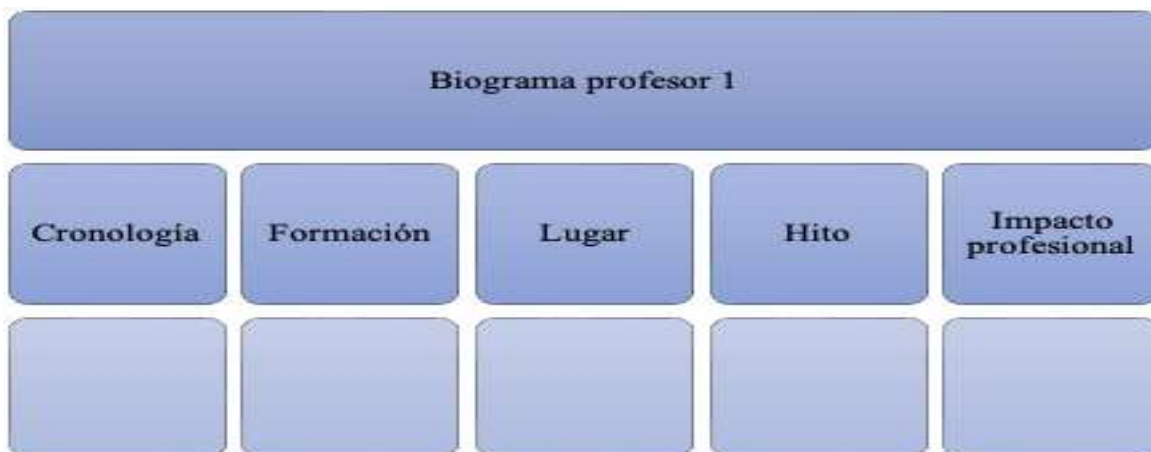 Biograma profesor 1
Cronología
Formación
Lugar
Hito
Impacto
profesional